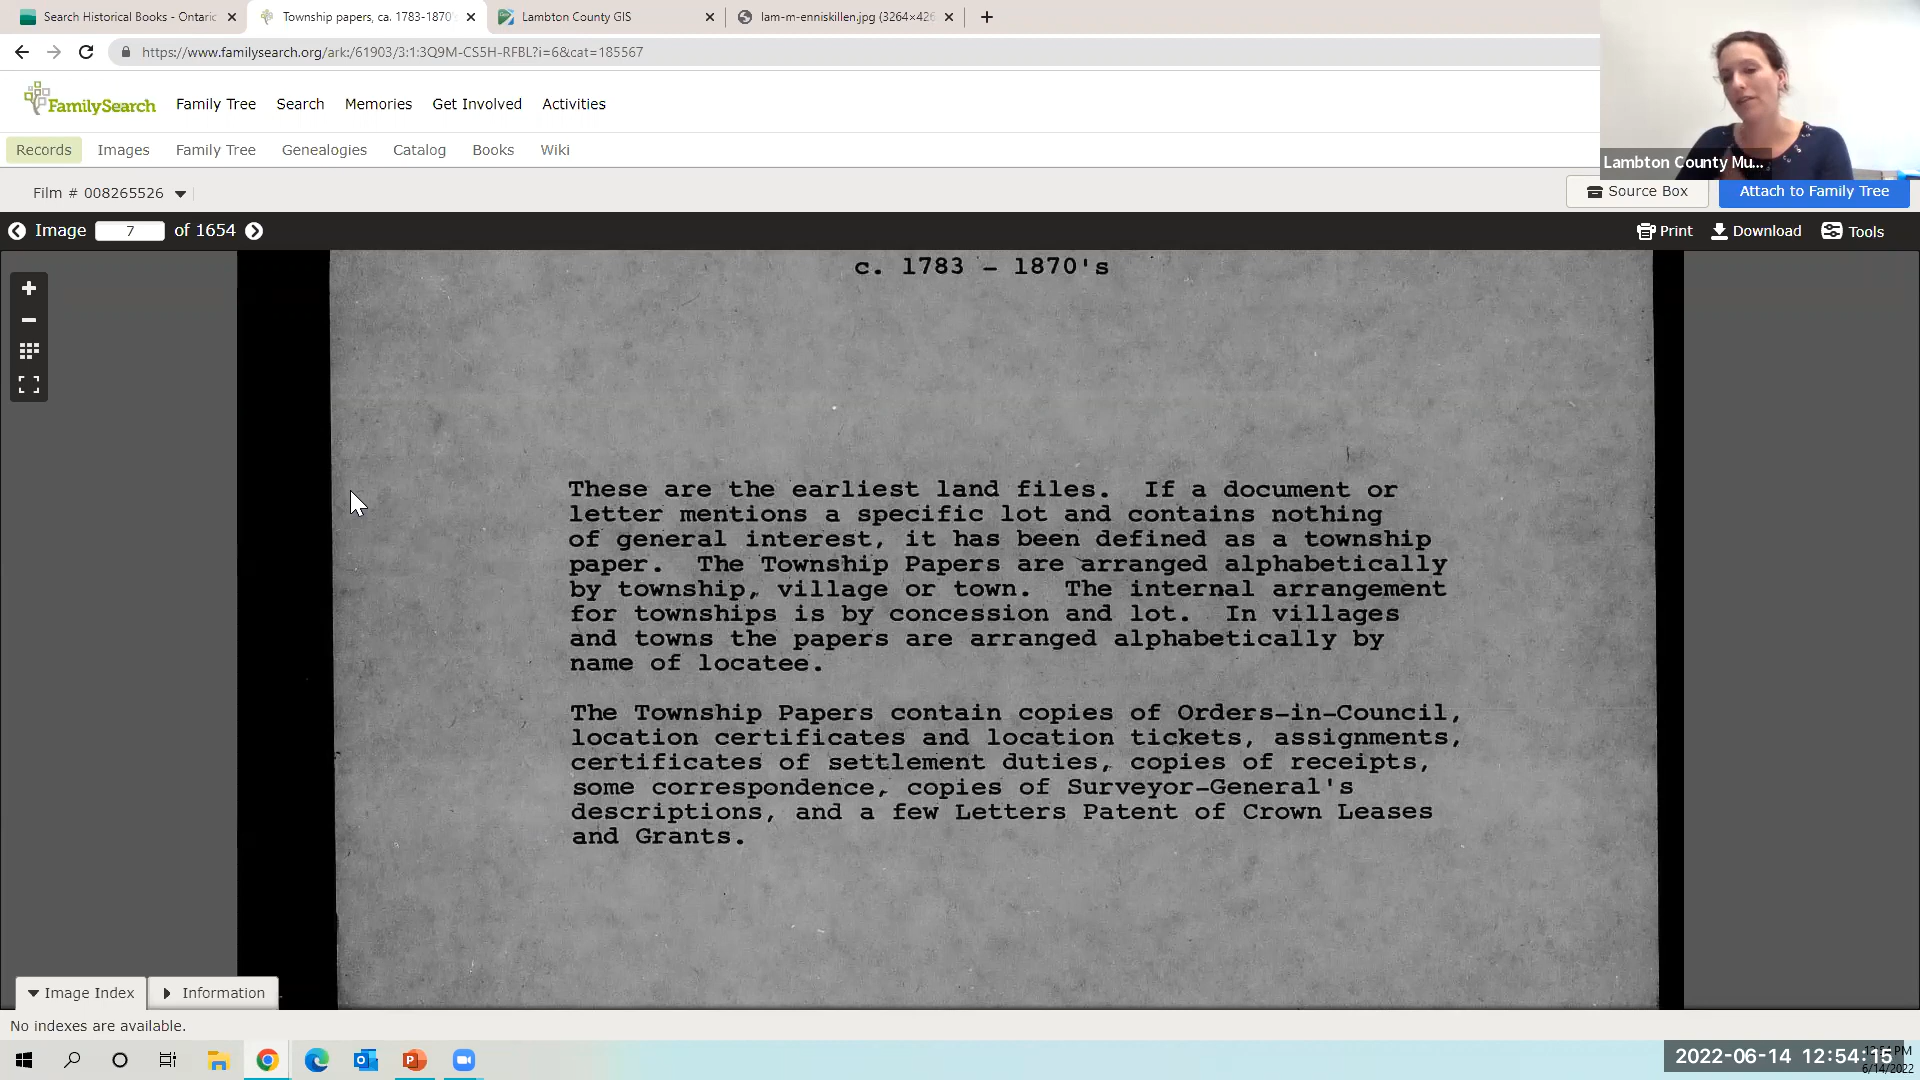 Search Historical Books - Ontari
Township papers, ca. 1783-1870'
Lambton County GIS
lam-m-enniskillen.jpg (3264×426
https://www.familysearch.org/ark:/61903/3:1:3Q9M-CS5H-RFBL?i=6&cat=185567
FamilySearch
Family Tree
Search
Memories
Get Involved
Activities
Records
Images
Family Tree
Genealogies
Catalog
Books
Wiki
Lambton County Mu...
Film # 008265526
Source Box
Attach to Family Tree
Image 7 of 1654
Print
Download
Tools
c. 1783 - 1870's
These are the earliest land files. If a document or
letter mentions a specific lot and contains nothing
of general interest, it has been defined as a township
paper. The Township Papers are arranged alphabetically
by township, village or town. The internal arrangement
for townships is by concession and lot. In villages
and towns the papers are arranged alphabetically by
name of locatee.
The Township Papers contain copies of Orders-in-Council,
location certificates and location tickets, assignments,
certificates of settlement duties, copies of receipts,
some correspondence, copies of Surveyor-General's
descriptions, and a few Letters Patent of Crown Leases
and Grants.
Image Index
Information
No indexes are available.
2022-06-14 12:54:15
6/14/2022